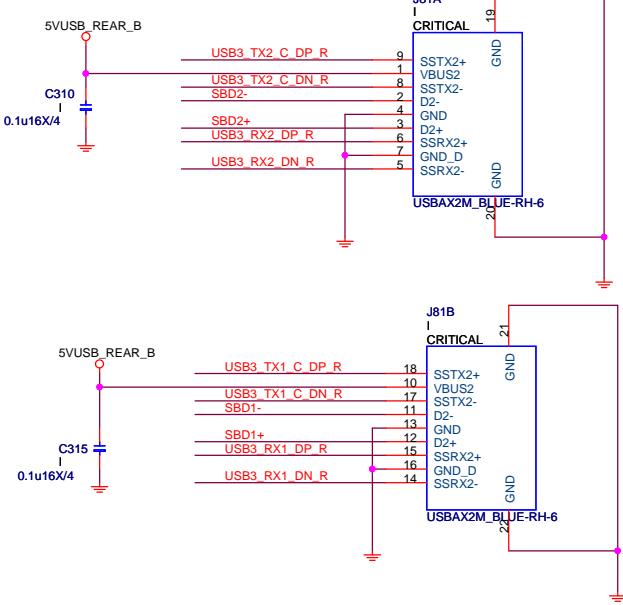 J81A
I
CRITICAL
19
5VUSB_REAR_B
GND
USB3_TX2_C_DP_R
9
SSTX2+
1
VBUS2
USB3_TX2_C_DN_R
8
SSTX2-
C310
SBD2-
2
D2-
I
4
GND
0.1u16X/4
SBD2+
3
D2+
USB3_RX2_DP_R
6
SSRX2+
7
GND_D
USB3_RX2_DN_R
5
SSRX2-
GND
USBAX2M_BLUE-RH-6
20
J81B
I
CRITICAL
21
5VUSB_REAR_B
GND
USB3_TX1_C_DP_R
18
SSTX2+
10
VBUS2
USB3_TX1_C_DN_R
17
SSTX2-
SBD1-
11
D2-
13
GND
SBD1+
12
D2+
C315
USB3_RX1_DP_R
15
SSRX2+
I
16
GND_D
0.1u16X/4
USB3_RX1_DN_R
14
SSRX2-
GND
USBAX2M_BLUE-RH-6
22